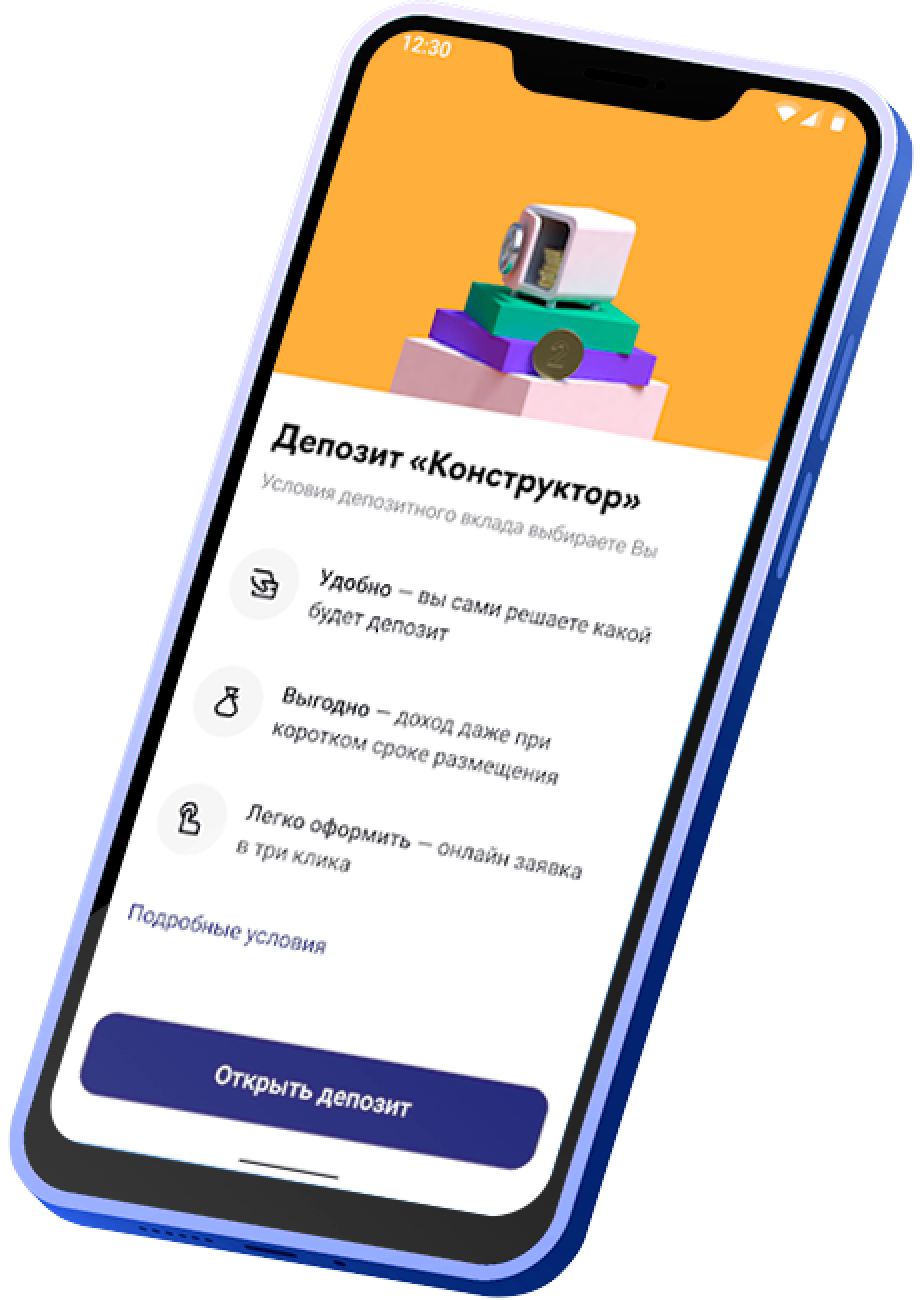 12:30
2
Депозит «Конструктор»
Условия депозитного вклада выбираете Вы
Удобно — вы сами решаете какой
будет депозит
Выгодно — доход даже при
коротком сроке размещения
Легко оформить — онлайн заявка
в три клика
Подробные условия
Открыть депозит